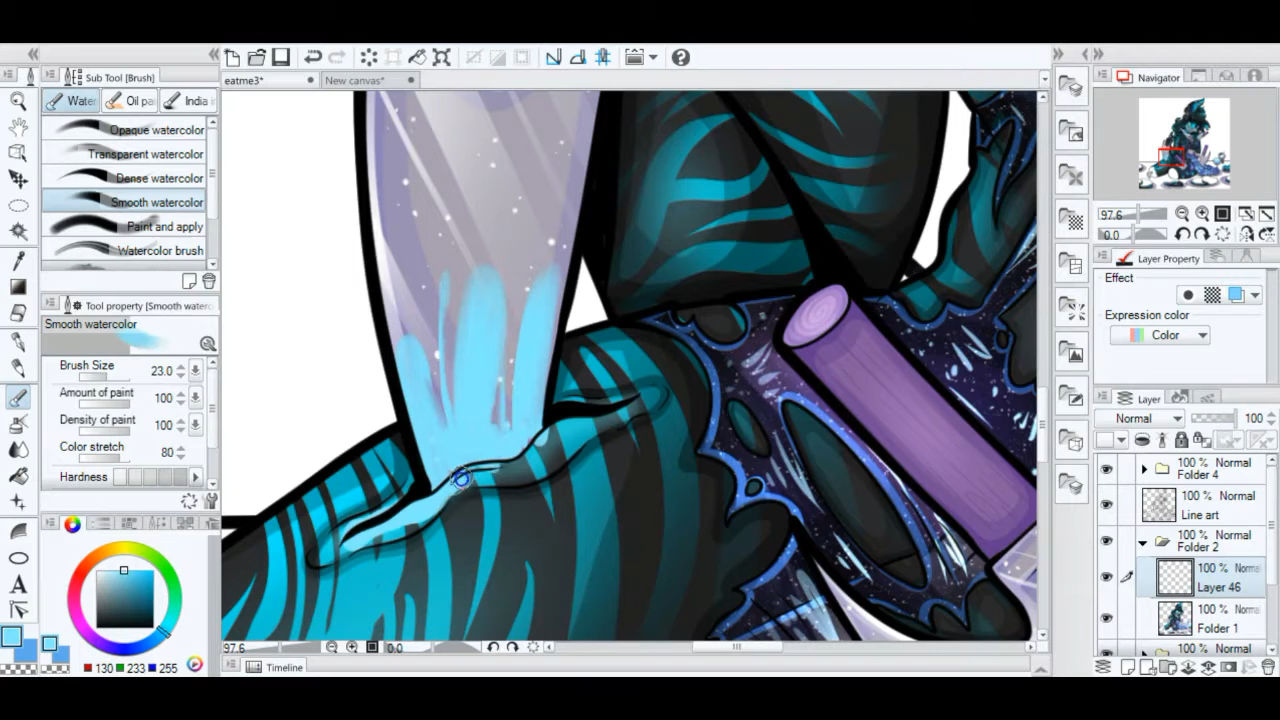 Sub Tool [Brush]
Water
Oil pa
India i
Opaque watercolor
Transparent watercolor
Dense watercolor
Smooth watercolor
Paint and apply
Watercolor brush
Tool property [Smooth waterc
Smooth watercolor
Brush Size 23.0
Amount of paint 100
Density of paint 100
Color stretch 80
Hardness
130 233 255
eatme3*
New canvas*
97.6
0.0
Timeline
Navigator
97.6
0.0
Layer Property
Effect
Expression color
Color
Layer
Normal
100
100 % Normal
Folder 4
100 % Normal
Line art
100 % Normal
Folder 2
100 % Norma
Layer 46
100 % Norma
Folder 1
100 % Norma